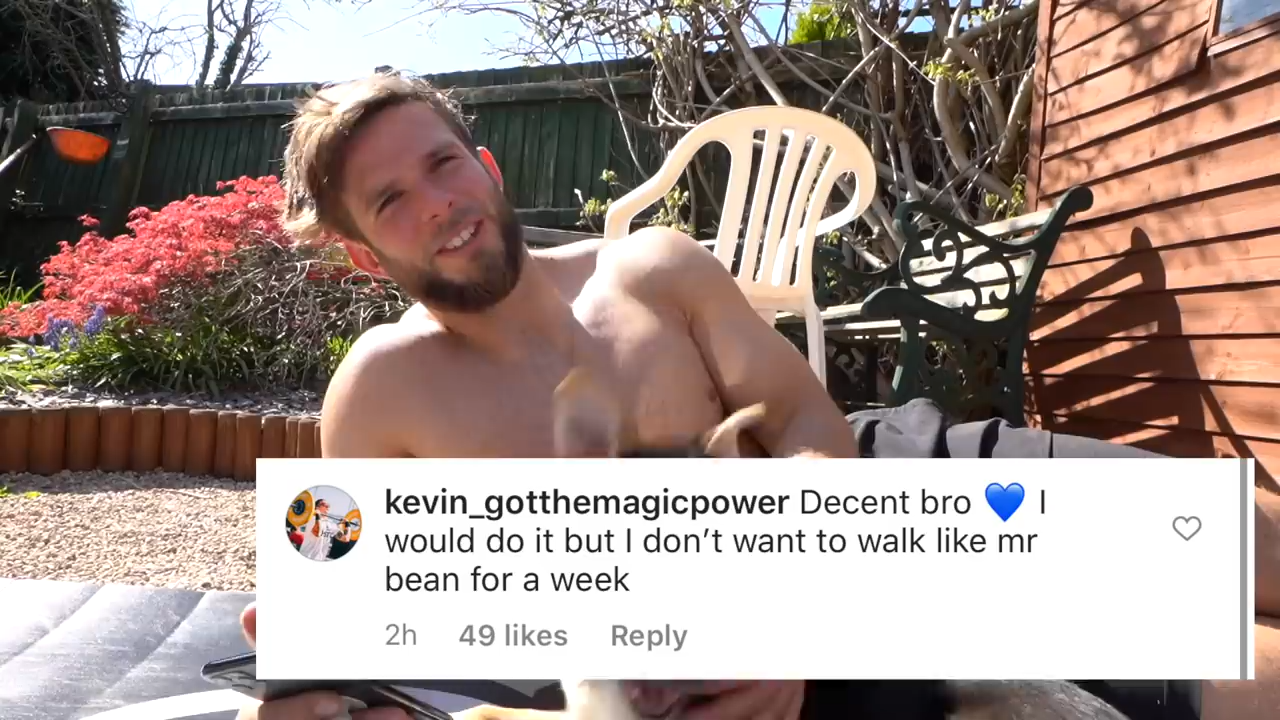 kevin_gotthemagicpower Decent bro 💙 I
would do it but I don’t want to walk like mr
bean for a week
2h 49 likes Reply